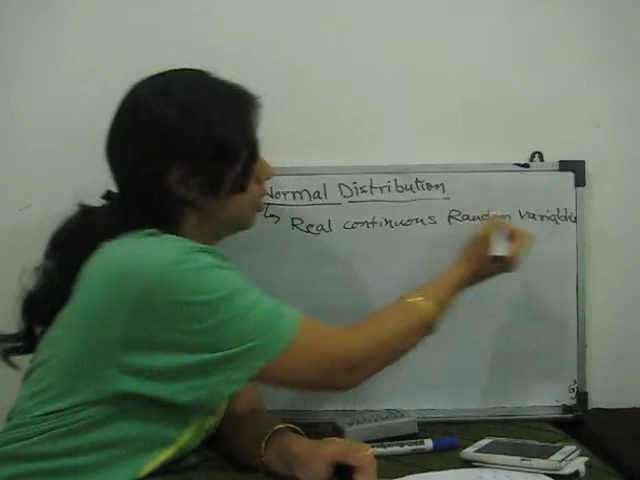 Normal Distribution
↳ Real continuous Random Variable